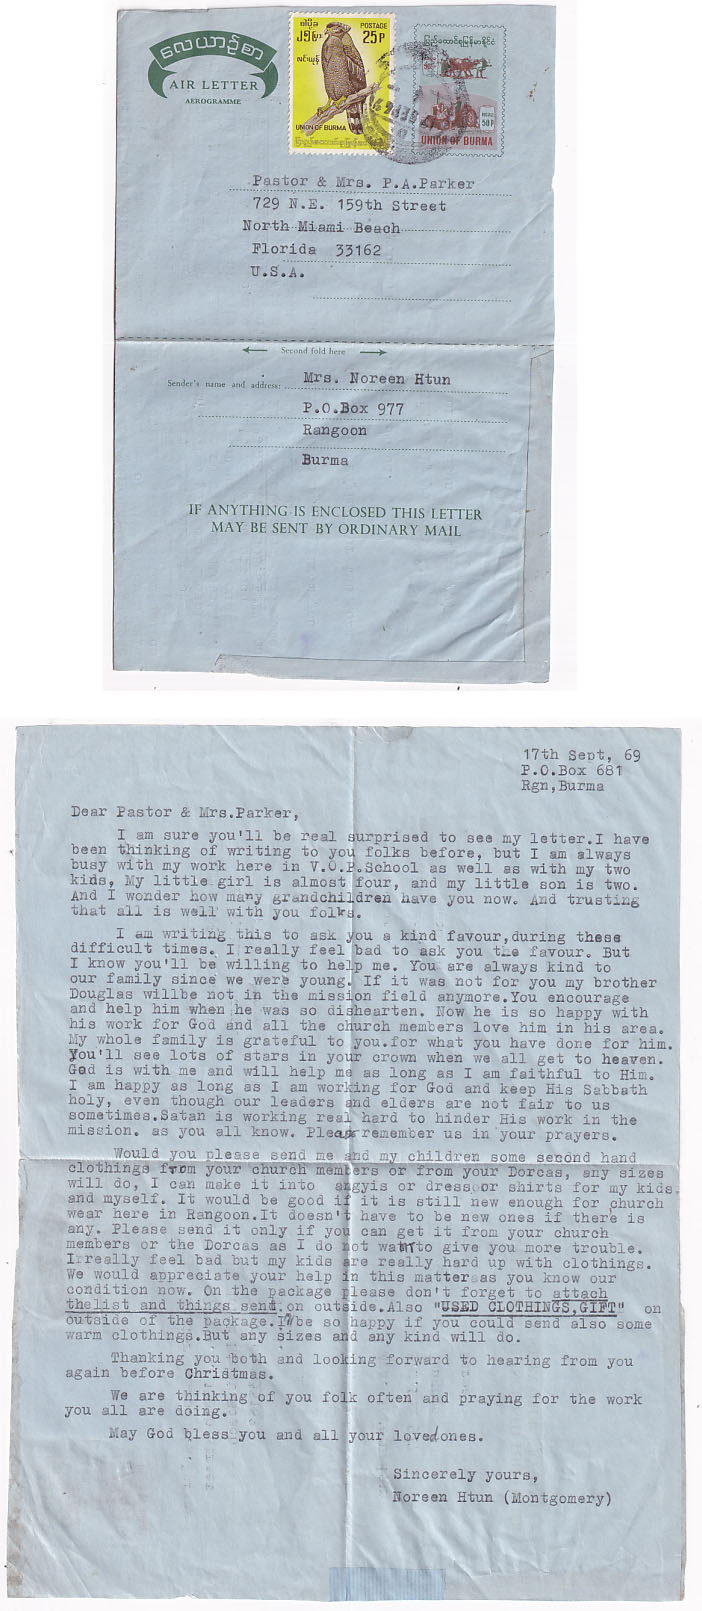 လေယာဉ်စာ
AIR LETTER
AEROGRAMME
POSTAGE
25P
UNION OF BURMA
50P
UNION OF BURMA
Pastor & Mrs. P.A.Parker
729 N.E. 159th Street
North Miami Beach
Florida 33162
U.S.A.
Second fold here
Sender's name and address: Mrs. Noreen Htun
P.O.Box 977
Rangoon
Burma
IF ANYTHING IS ENCLOSED THIS LETTER
MAY BE SENT BY ORDINARY MAIL
17th Sept, 69
P.O.Box 681
Rgn,Burma
Dear Pastor & Mrs.Parker,
I am sure you'll be real surprised to see my letter.I have
been thinking of writing to you folks before, but I am always
busy with my work here in V.O.P.School as well as with my two
kids, My little girl is almost four, and my little son is two.
And I wonder how many grandchildren have you now. And trusting
that all is well with you folks.
I am writing this to ask you a kind favour,during these
difficult times. I really feel bad to ask you the favour. But
I know you'll be willing to help me. You are always kind to
our family since we were young. If it was not for you my brother
Douglas willbe not in the mission field anymore.You encourage
and help him when he was so dishearten. Now he is so happy with
his work for God and all the church members love him in his area.
My whole family is grateful to you.for what you have done for him.
You'll see lots of stars in your crown when we all get to heaven.
God is with me and will help me as long as I am faithful to Him.
I am happy as long as I am working for God and keep His Sabbath
holy, even though our leaders and elders are not fair to us
sometimes.Satan is working real hard to hinder His work in the
mission. as you all know. Please remember us in your prayers.
Would you please send me and my children some second hand
clothings from your church members or from your Dorcas, any sizes
will do, I can make it into angyis or dress or shirts for my kids
and myself. It would be good if it is still new enough for church
wear here in Rangoon.It doesn't have to be new ones if there is
any. Please send it only if you can get it from your church
members or the Dorcas as I do not want to give you more trouble.
I really feel bad but my kids are really hard up with clothings.
We would appreciate your help in this matter as you know our
condition now. On the package please don't forget to attach
thelist and things send on outside.Also "USED CLOTHINGS,GIFT" on
outside of the package. be so happy if you could send also some
warm clothings.But any sizes and any kind will do.
Thanking you both and looking forward to hearing from you
again before Christmas.
We are thinking of you folk often and praying for the work
you all are doing.
May God bless you and all your loved ones.
Sincerely yours,
Noreen Htun (Montgomery)